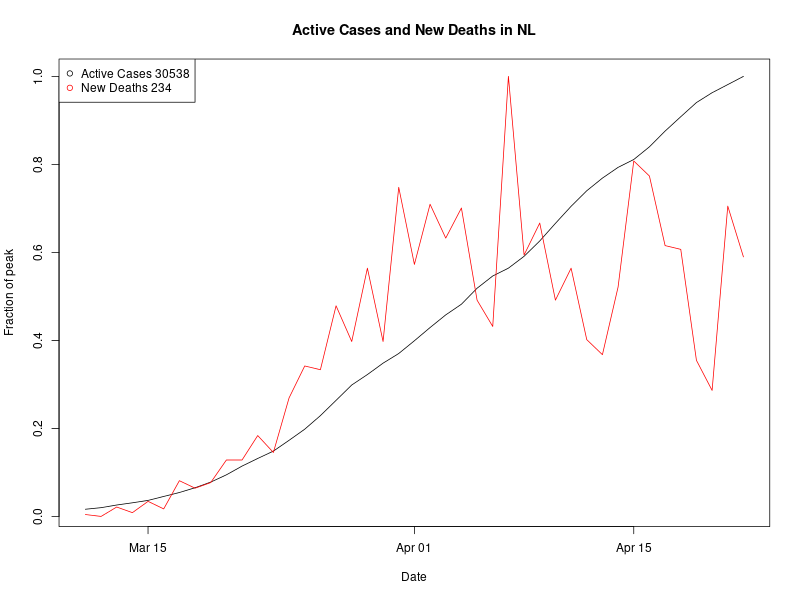 Active Cases and New Deaths in NL
Active Cases 30538
New Deaths 234
Fraction of peak
1.0
0.8
0.6
0.4
0.2
0.0
Mar 15
Apr 01
Apr 15
Date